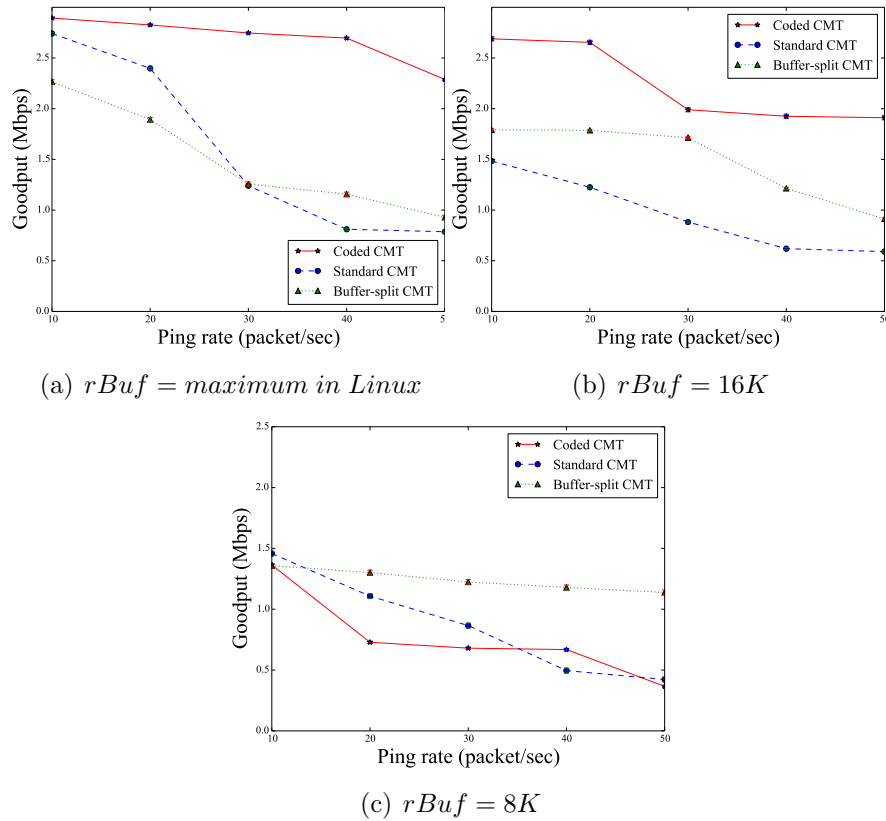 2.5
2.0
1.5
1.0
0.5
0.0
Goodput (Mbps)
Coded CMT
Standard CMT
Buffer-split CMT
10 20 30 40 5
Ping rate (packet/sec)
(a) rBuf = maximum in Linux
2.5
2.0
1.5
1.0
0.5
0.0
Goodput (Mbps)
Coded CMT
Standard CMT
Buffer-split CMT
10 20 30 40 50
Ping rate (packet/sec)
(b) rBuf = 16K
2.5
2.0
1.5
1.0
0.5
0.0
Goodput (Mbps)
Coded CMT
Standard CMT
Buffer-split CMT
10 20 30 40 50
Ping rate (packet/sec)
(c) rBuf = 8K